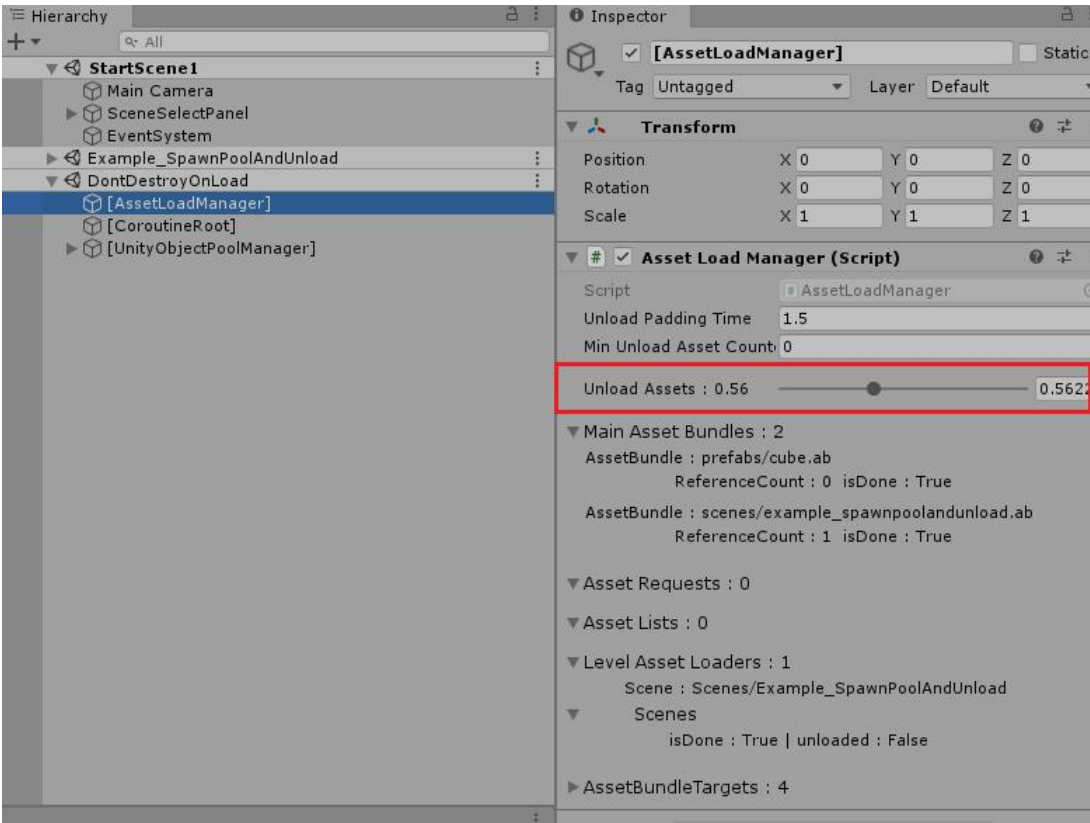 Hierarchy
All
StartScene1
Main Camera
SceneSelectPanel
EventSystem
Example_SpawnPoolAndUnload
DontDestroyOnLoad
[AssetLoadManager]
[CoroutineRoot]
[UnityObjectPoolManager]
Inspector
[AssetLoadManager] Static
Tag Untagged Layer Default
Transform
Position X 0 Y 0 Z 0
Rotation X 0 Y 0 Z 0
Scale X 1 Y 1 Z 1
# Asset Load Manager (Script)
Script # AssetLoadManager
Unload Padding Time 1.5
Min Unload Asset Count 0
Unload Assets : 0.56 0.5622
Main Asset Bundles : 2
AssetBundle : prefabs/cube.ab
ReferenceCount : 0 isDone : True
AssetBundle : scenes/example_spawnpoolandunload.ab
ReferenceCount : 1 isDone : True
Asset Requests : 0
Asset Lists : 0
Level Asset Loaders : 1
Scene : Scenes/Example_SpawnPoolAndUnload
Scenes
isDone : True | unloaded : False
AssetBundleTargets : 4